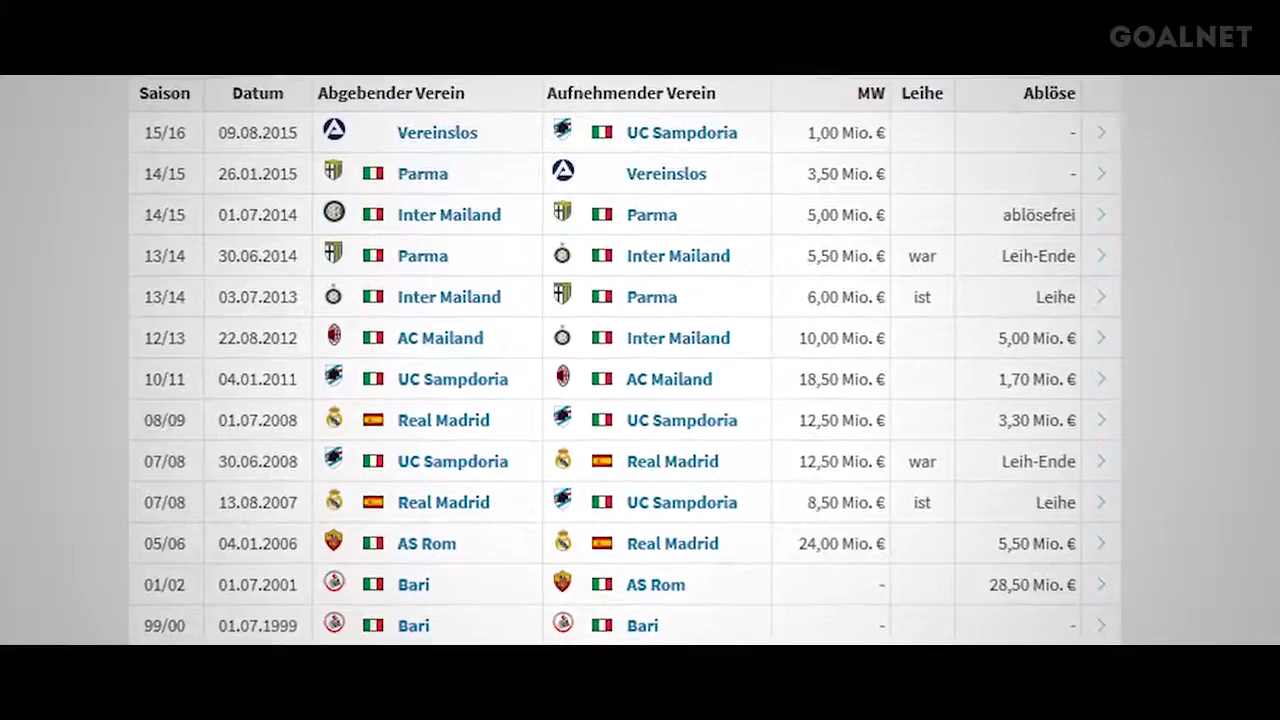 GOALNET
Saison Datum Abgebender Verein Aufnehmender Verein MW Leihe Ablöse
15/16 09.08.2015 Vereinslos UC Sampdoria 1,00 Mio. € -
14/15 26.01.2015 Parma Vereinslos 3,50 Mio. € -
14/15 01.07.2014 Inter Mailand Parma 5,00 Mio. € ablösefrei
13/14 30.06.2014 Parma Inter Mailand 5,50 Mio. € war Leih-Ende
13/14 03.07.2013 Inter Mailand Parma 6,00 Mio. € ist Leihe
12/13 22.08.2012 AC Mailand Inter Mailand 10,00 Mio. € 5,00 Mio. €
10/11 04.01.2011 UC Sampdoria AC Mailand 18,50 Mio. € 1,70 Mio. €
08/09 01.07.2008 Real Madrid UC Sampdoria 12,50 Mio. € 3,30 Mio. €
07/08 30.06.2008 UC Sampdoria Real Madrid 12,50 Mio. € war Leih-Ende
07/08 13.08.2007 Real Madrid UC Sampdoria 8,50 Mio. € ist Leihe
05/06 04.01.2006 AS Rom Real Madrid 24,00 Mio. € 5,50 Mio. €
01/02 01.07.2001 Bari AS Rom - 28,50 Mio. €
99/00 01.07.1999 Bari Bari - -